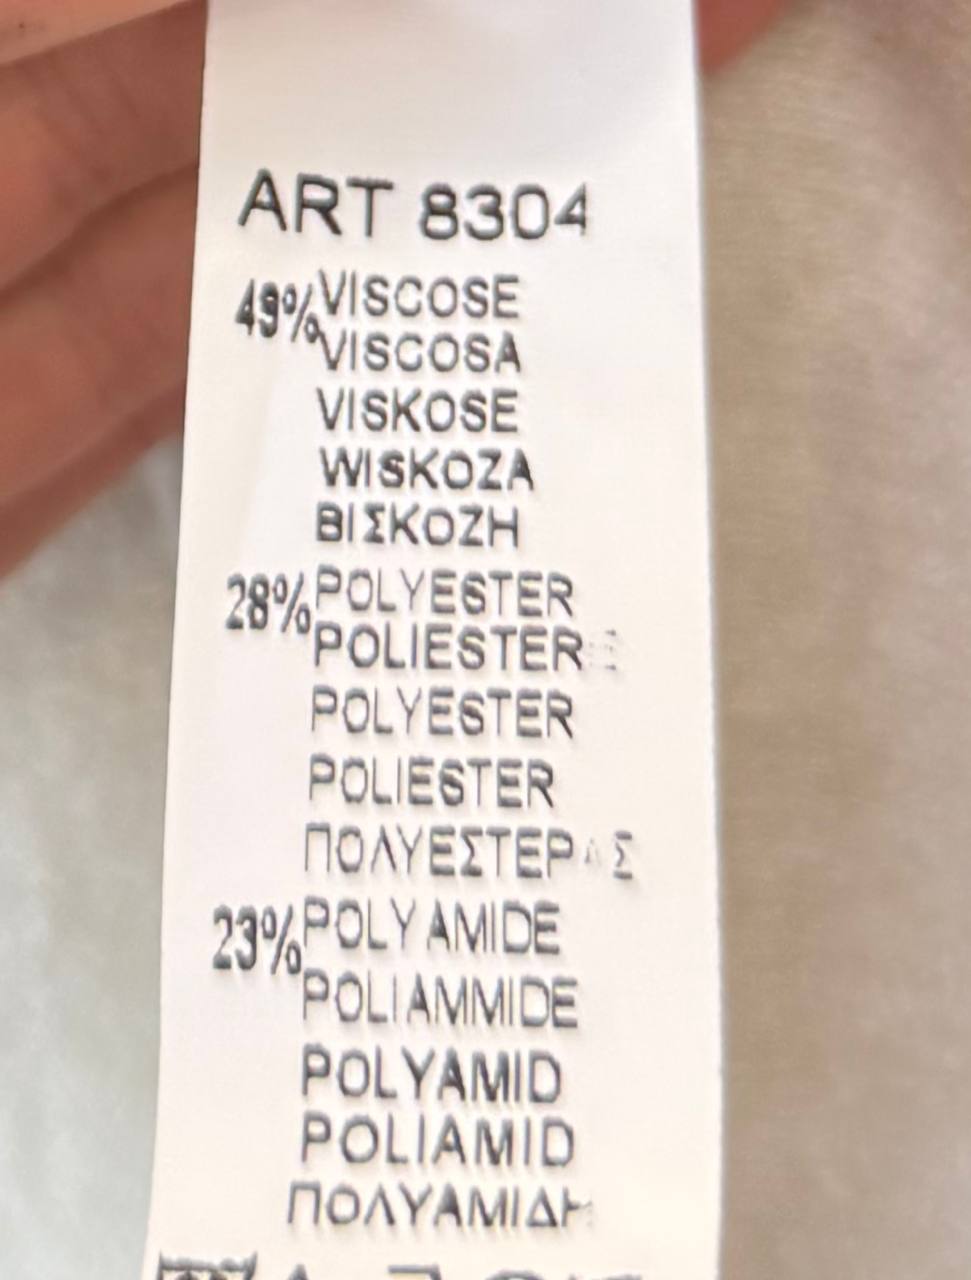 ART 8304
49% VISCOSE
VISCOSA
VISKOSE
WISKOZA
ΒΙΣΚΟΖΗ
28% POLYESTER
POLIESTERE
POLYESTER
POLIESTER
ΠΟΛΥΕΣΤΕΡΑΣ
23% POLYAMIDE
POLIAMMIDE
POLYAMID
POLIAMID
ΠΟΛΥΑΜΙΔΗ